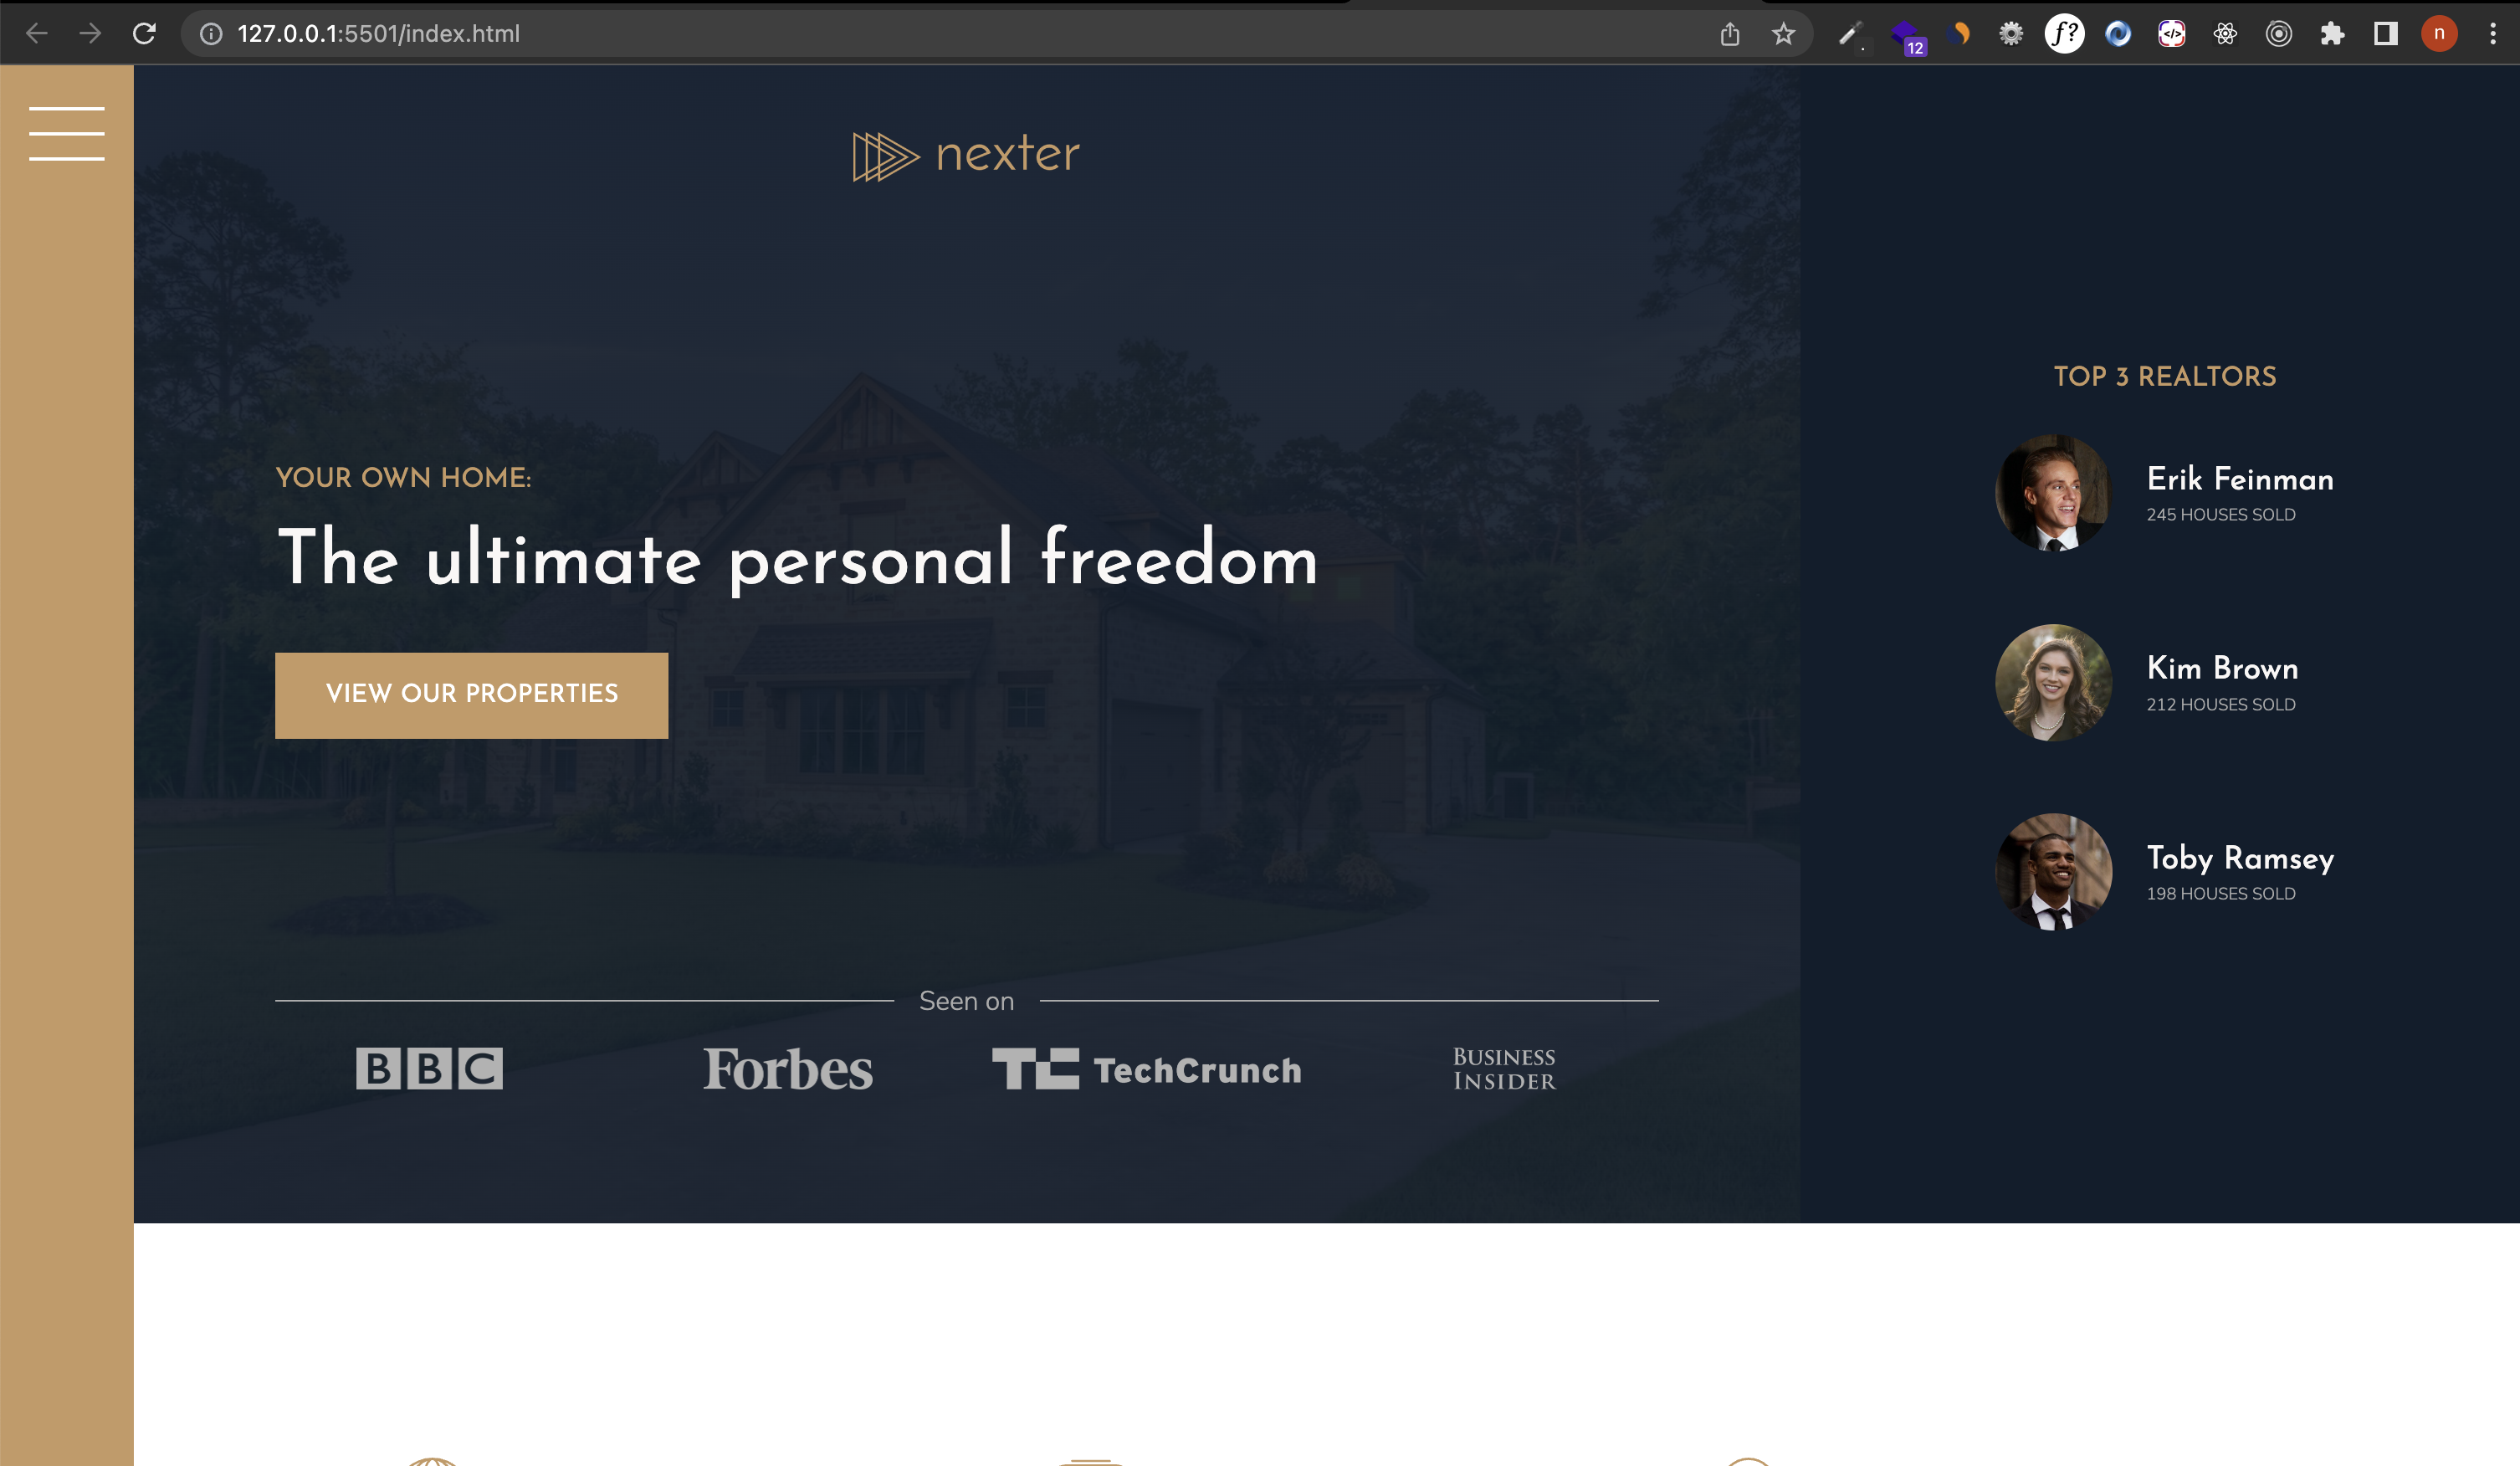 127.0.0.1:5501/index.html
12
f?
</>
n
nexter
YOUR OWN HOME:
The ultimate personal freedom
VIEW OUR PROPERTIES
Seen on
BBC
Forbes
TC TechCrunch
BUSINESS
INSIDER
TOP 3 REALTORS
Erik Feinman
245 HOUSES SOLD
Kim Brown
212 HOUSES SOLD
Toby Ramsey
198 HOUSES SOLD